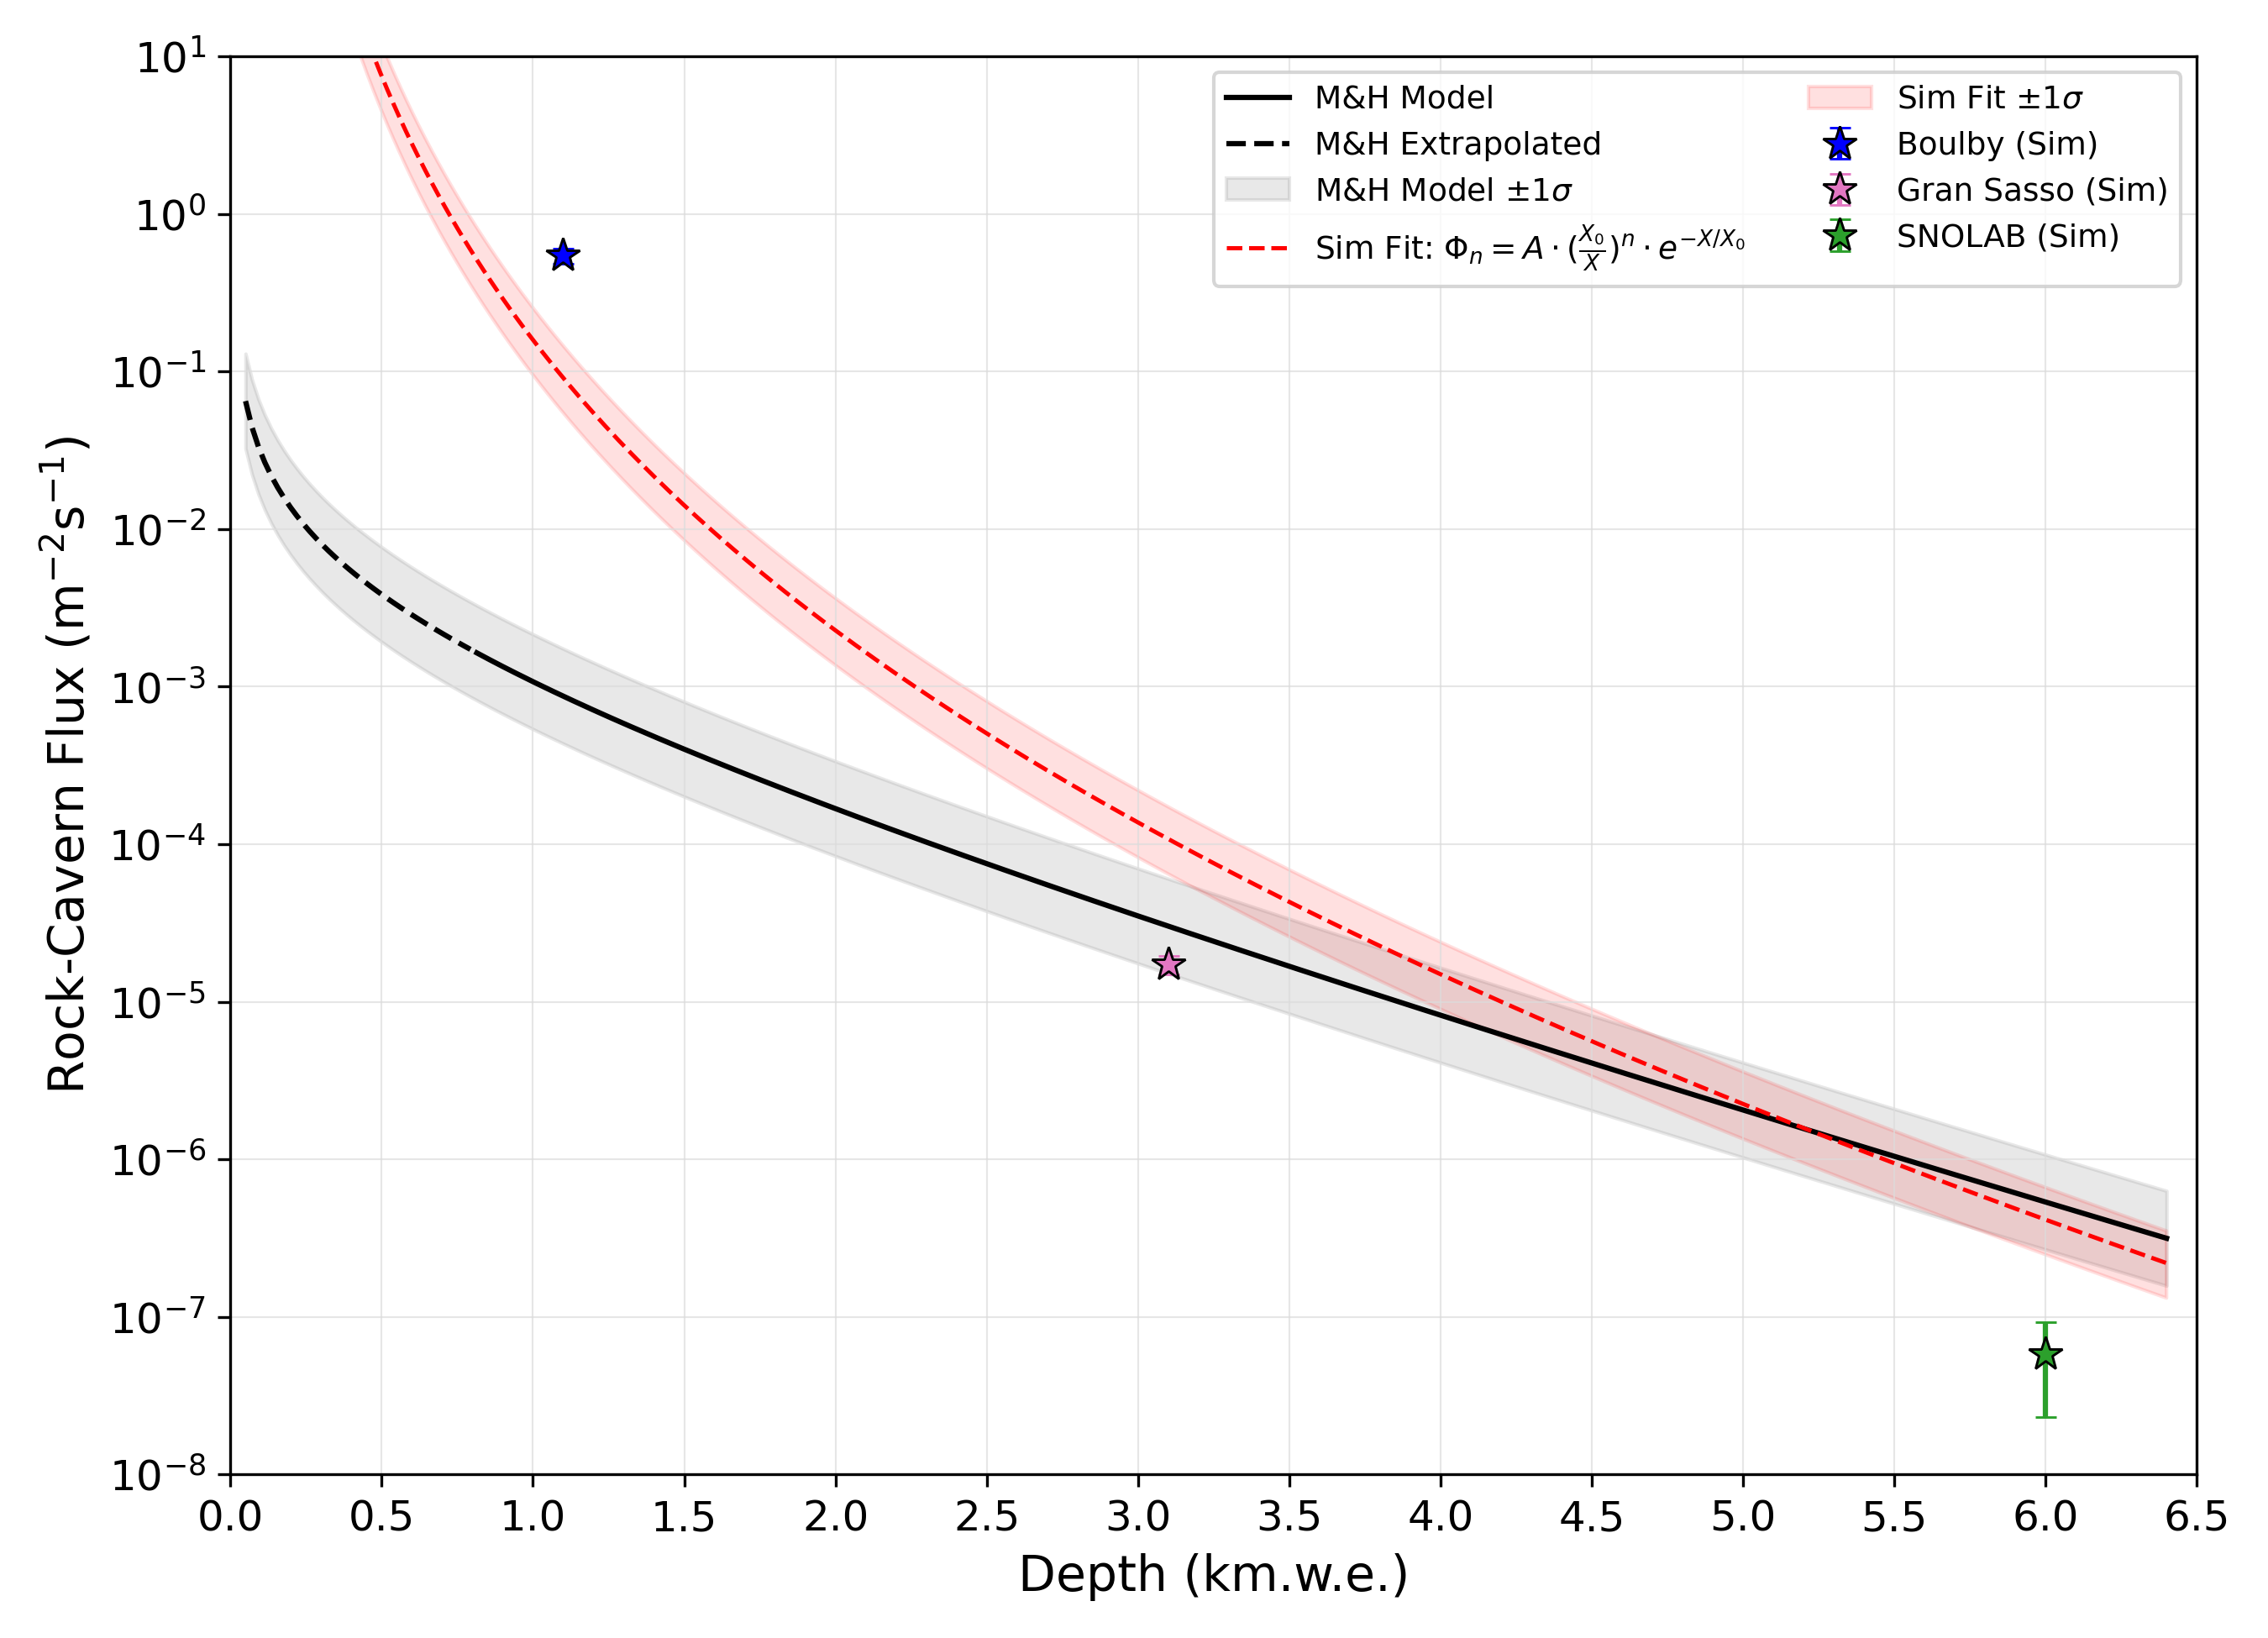 10¹
10⁰
10⁻¹
10⁻²
10⁻³
10⁻⁴
10⁻⁵
10⁻⁶
10⁻⁷
10⁻⁸
Rock-Cavern Flux (m⁻²s⁻¹)
M&H Model
M&H Extrapolated
M&H Model ±1σ
Sim Fit: Φₙ = A · (X₀/X)ⁿ · e^(−X/X₀)
Sim Fit ±1σ
Boulby (Sim)
Gran Sasso (Sim)
SNOLAB (Sim)
0.0 0.5 1.0 1.5 2.0 2.5 3.0 3.5 4.0 4.5 5.0 5.5 6.0 6.5
Depth (km.w.e.)